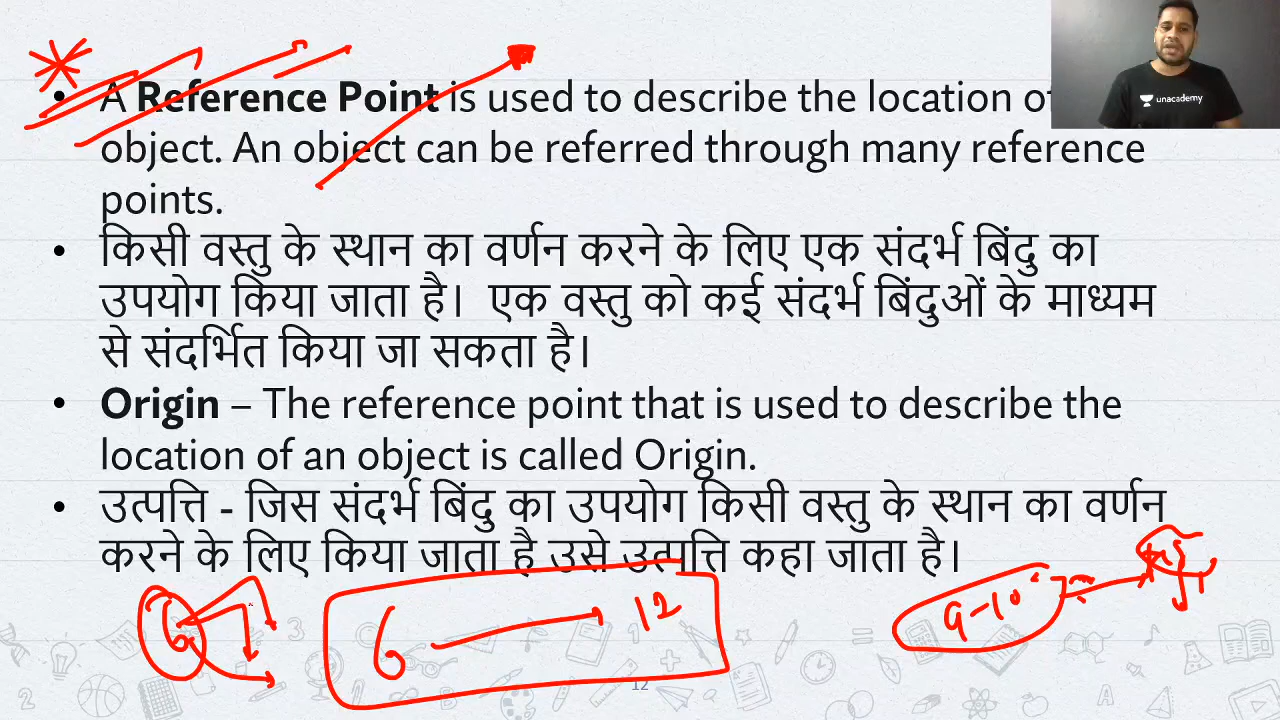 • A Reference Point is used to describe the location of
object. An object can be referred through many reference
points.
• किसी वस्तु के स्थान का वर्णन करने के लिए एक संदर्भ बिंदु का
उपयोग किया जाता है। एक वस्तु को कई संदर्भ बिंदुओं के माध्यम
से संदर्भित किया जा सकता है।
• Origin – The reference point that is used to describe the
location of an object is called Origin.
• उत्पत्ति - जिस संदर्भ बिंदु का उपयोग किसी वस्तु के स्थान का वर्णन
करने के लिए किया जाता है उसे उत्पत्ति कहा जाता है।
6 12
9-10
12
unacademy